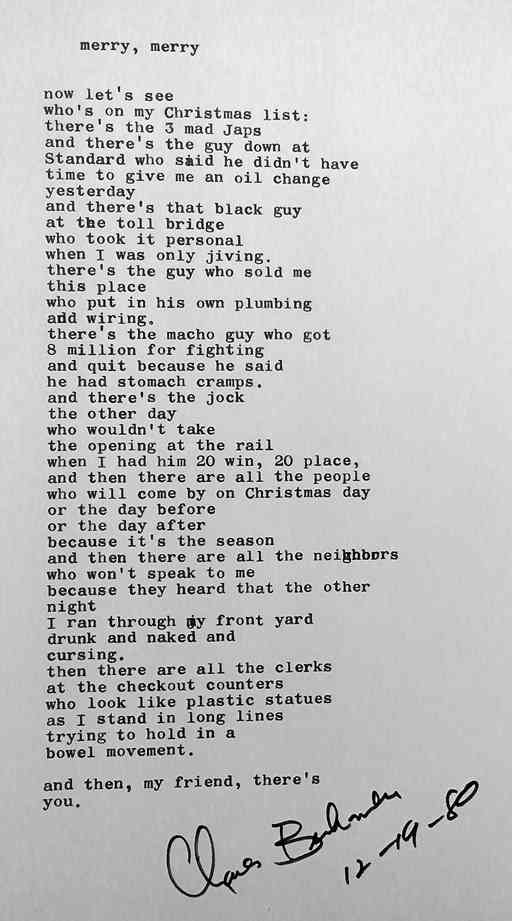 merry, merry
now let's see
who's on my Christmas list:
there's the 3 mad Japs
and there's the guy down at
Standard who said he didn't have
time to give me an oil change
yesterday
and there's that black guy
at the toll bridge
who took it personal
when I was only jiving.
there's the guy who sold me
this place
who put in his own plumbing
and wiring.
there's the macho guy who got
8 million for fighting
and quit because he said
he had stomach cramps.
and there's the jock
the other day
who wouldn't take
the opening at the rail
when I had him 20 win, 20 place,
and then there are all the people
who will come by on Christmas day
or the day before
or the day after
because it's the season
and then there are all the neighbors
who won't speak to me
because they heard that the other
night
I ran through my front yard
drunk and naked and
cursing.
then there are all the clerks
at the checkout counters
who look like plastic statues
as I stand in long lines
trying to hold in a
bowel movement.
and then, my friend, there's
you.
Charles Bukowski
12-19-80